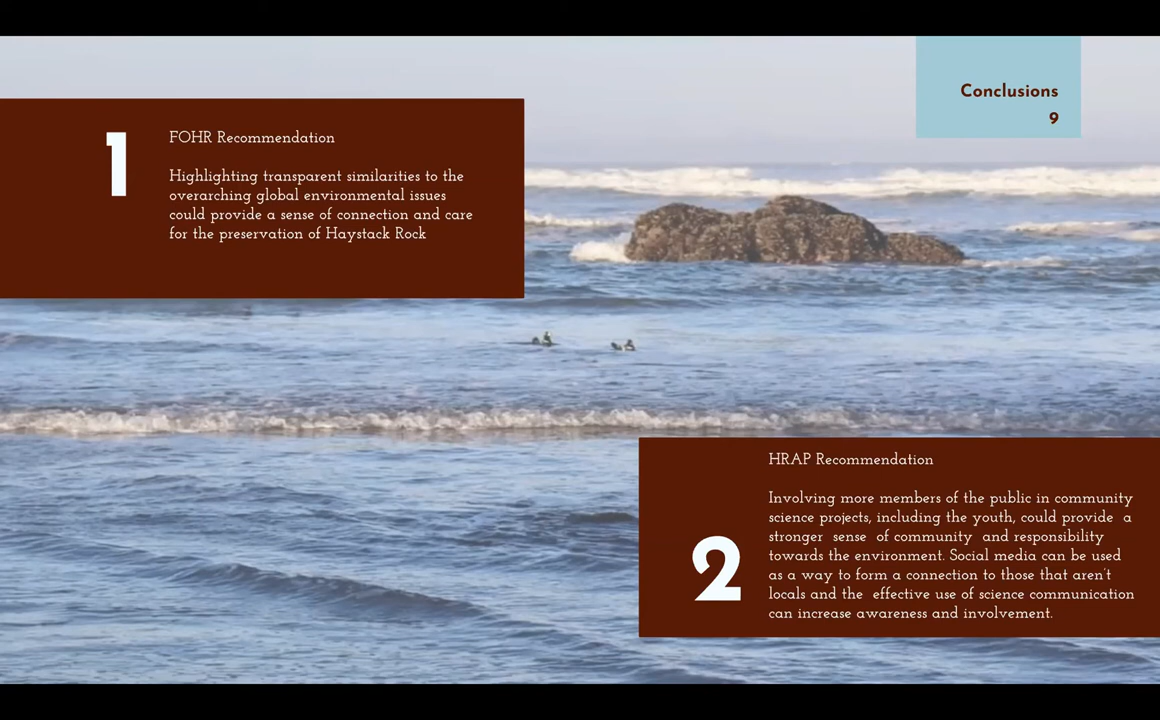 Conclusions
9
1
FOHR Recommendation
Highlighting transparent similarities to the
overarching global environmental issues
could provide a sense of connection and care
for the preservation of Haystack Rock
2
HRAP Recommendation
Involving more members of the public in community
science projects, including the youth, could provide a
stronger sense of community and responsibility
towards the environment. Social media can be used
as a way to form a connection to those that aren't
locals and the effective use of science communication
can increase awareness and involvement.